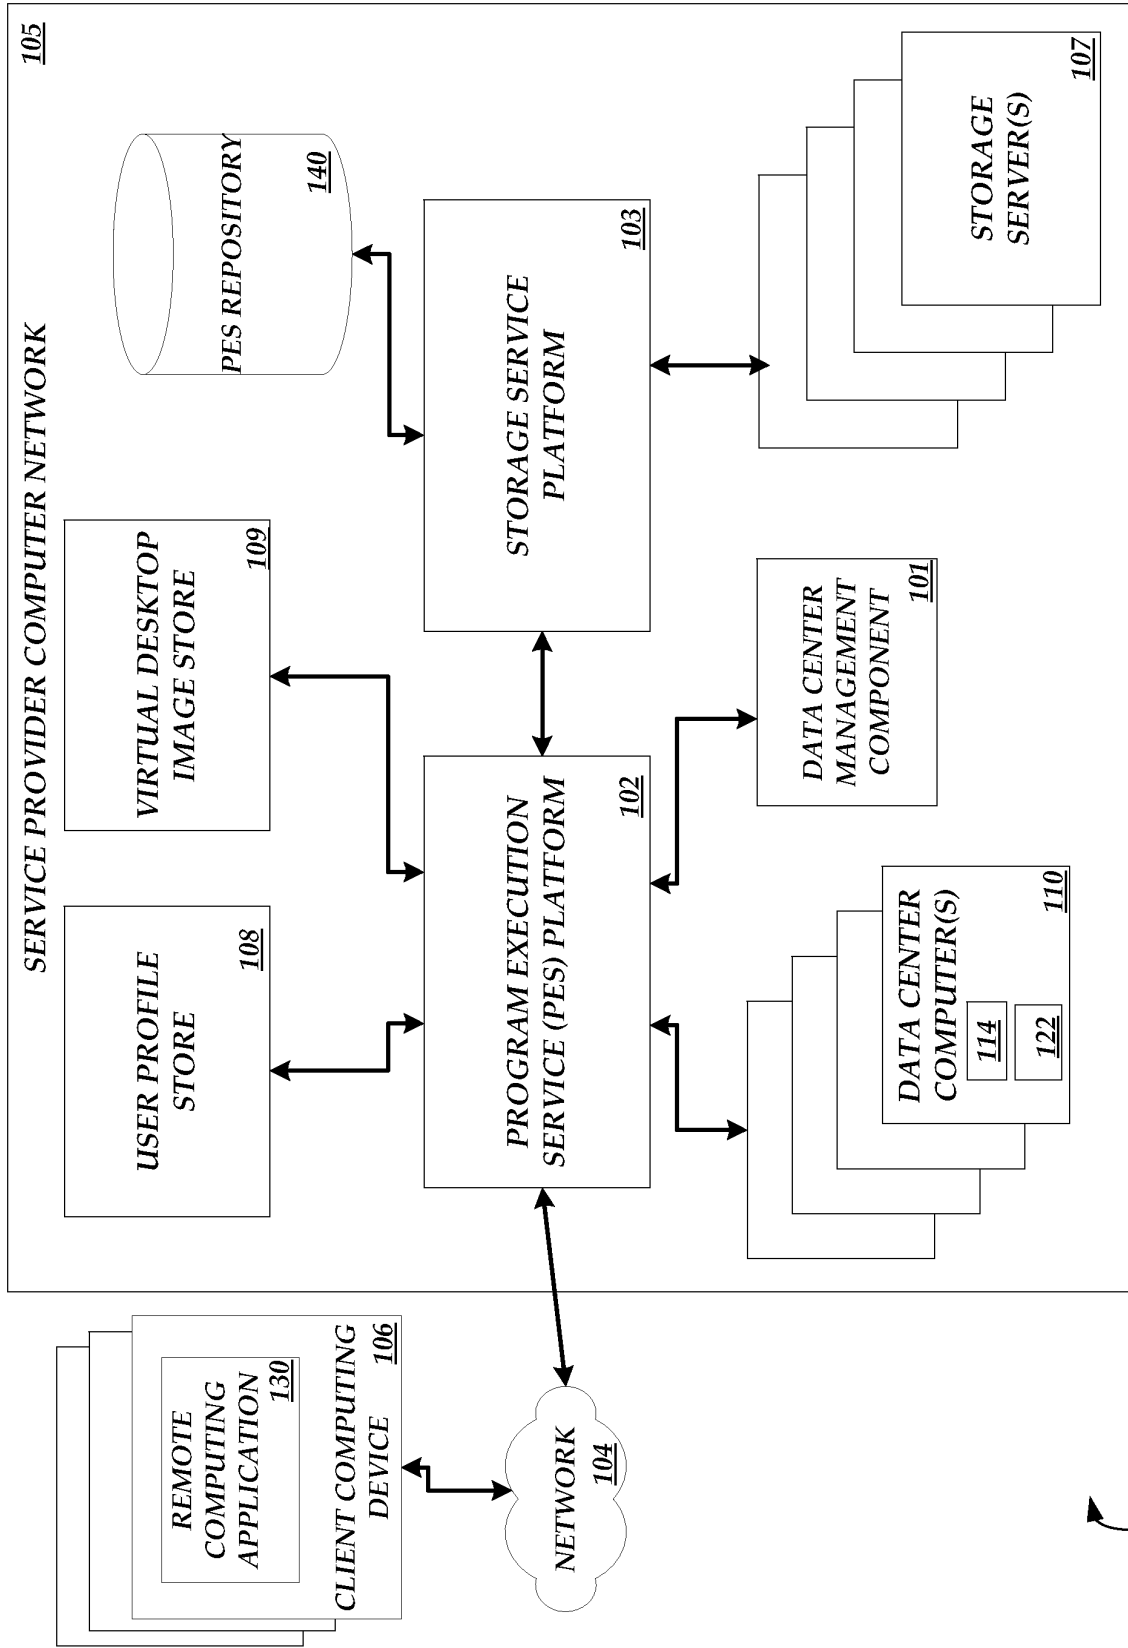 SERVICE PROVIDER COMPUTER NETWORK
105
REMOTE
COMPUTING
APPLICATION
130
CLIENT COMPUTING
DEVICE
106
NETWORK
104
USER PROFILE
STORE
108
VIRTUAL DESKTOP
IMAGE STORE
109
PES REPOSITORY
140
PROGRAM EXECUTION
SERVICE (PES) PLATFORM
102
STORAGE SERVICE
PLATFORM
103
DATA CENTER
COMPUTER(S)
114
122
110
DATA CENTER
MANAGEMENT
COMPONENT
101
STORAGE
SERVER(S)
107